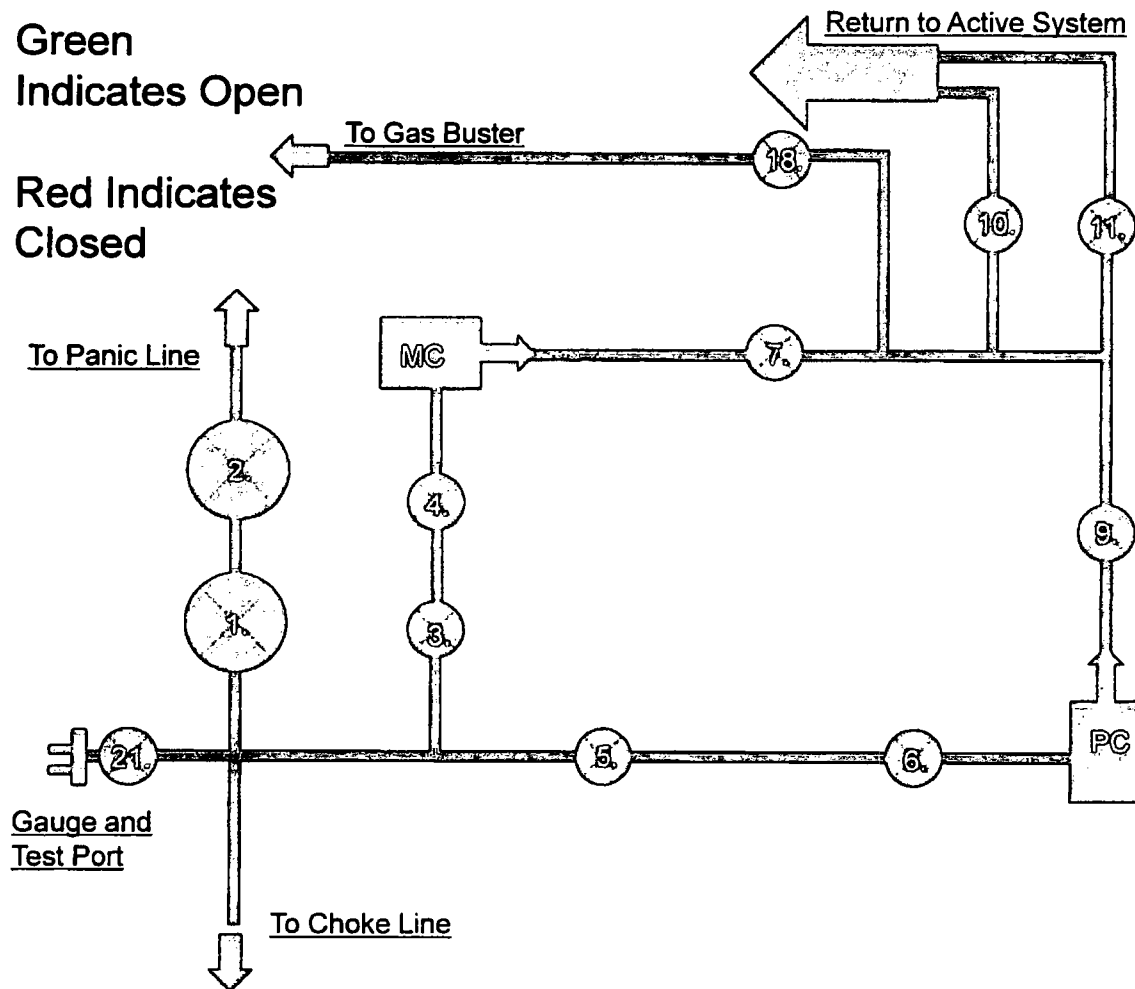 Green
Indicates Open
Return to Active System
To Gas Buster
18.
Red Indicates
Closed
10.
11.
To Panic Line
MC
7.
2.
4.
9.
1.
3.
21.
5.
6.
PC
Gauge and
Test Port
To Choke Line